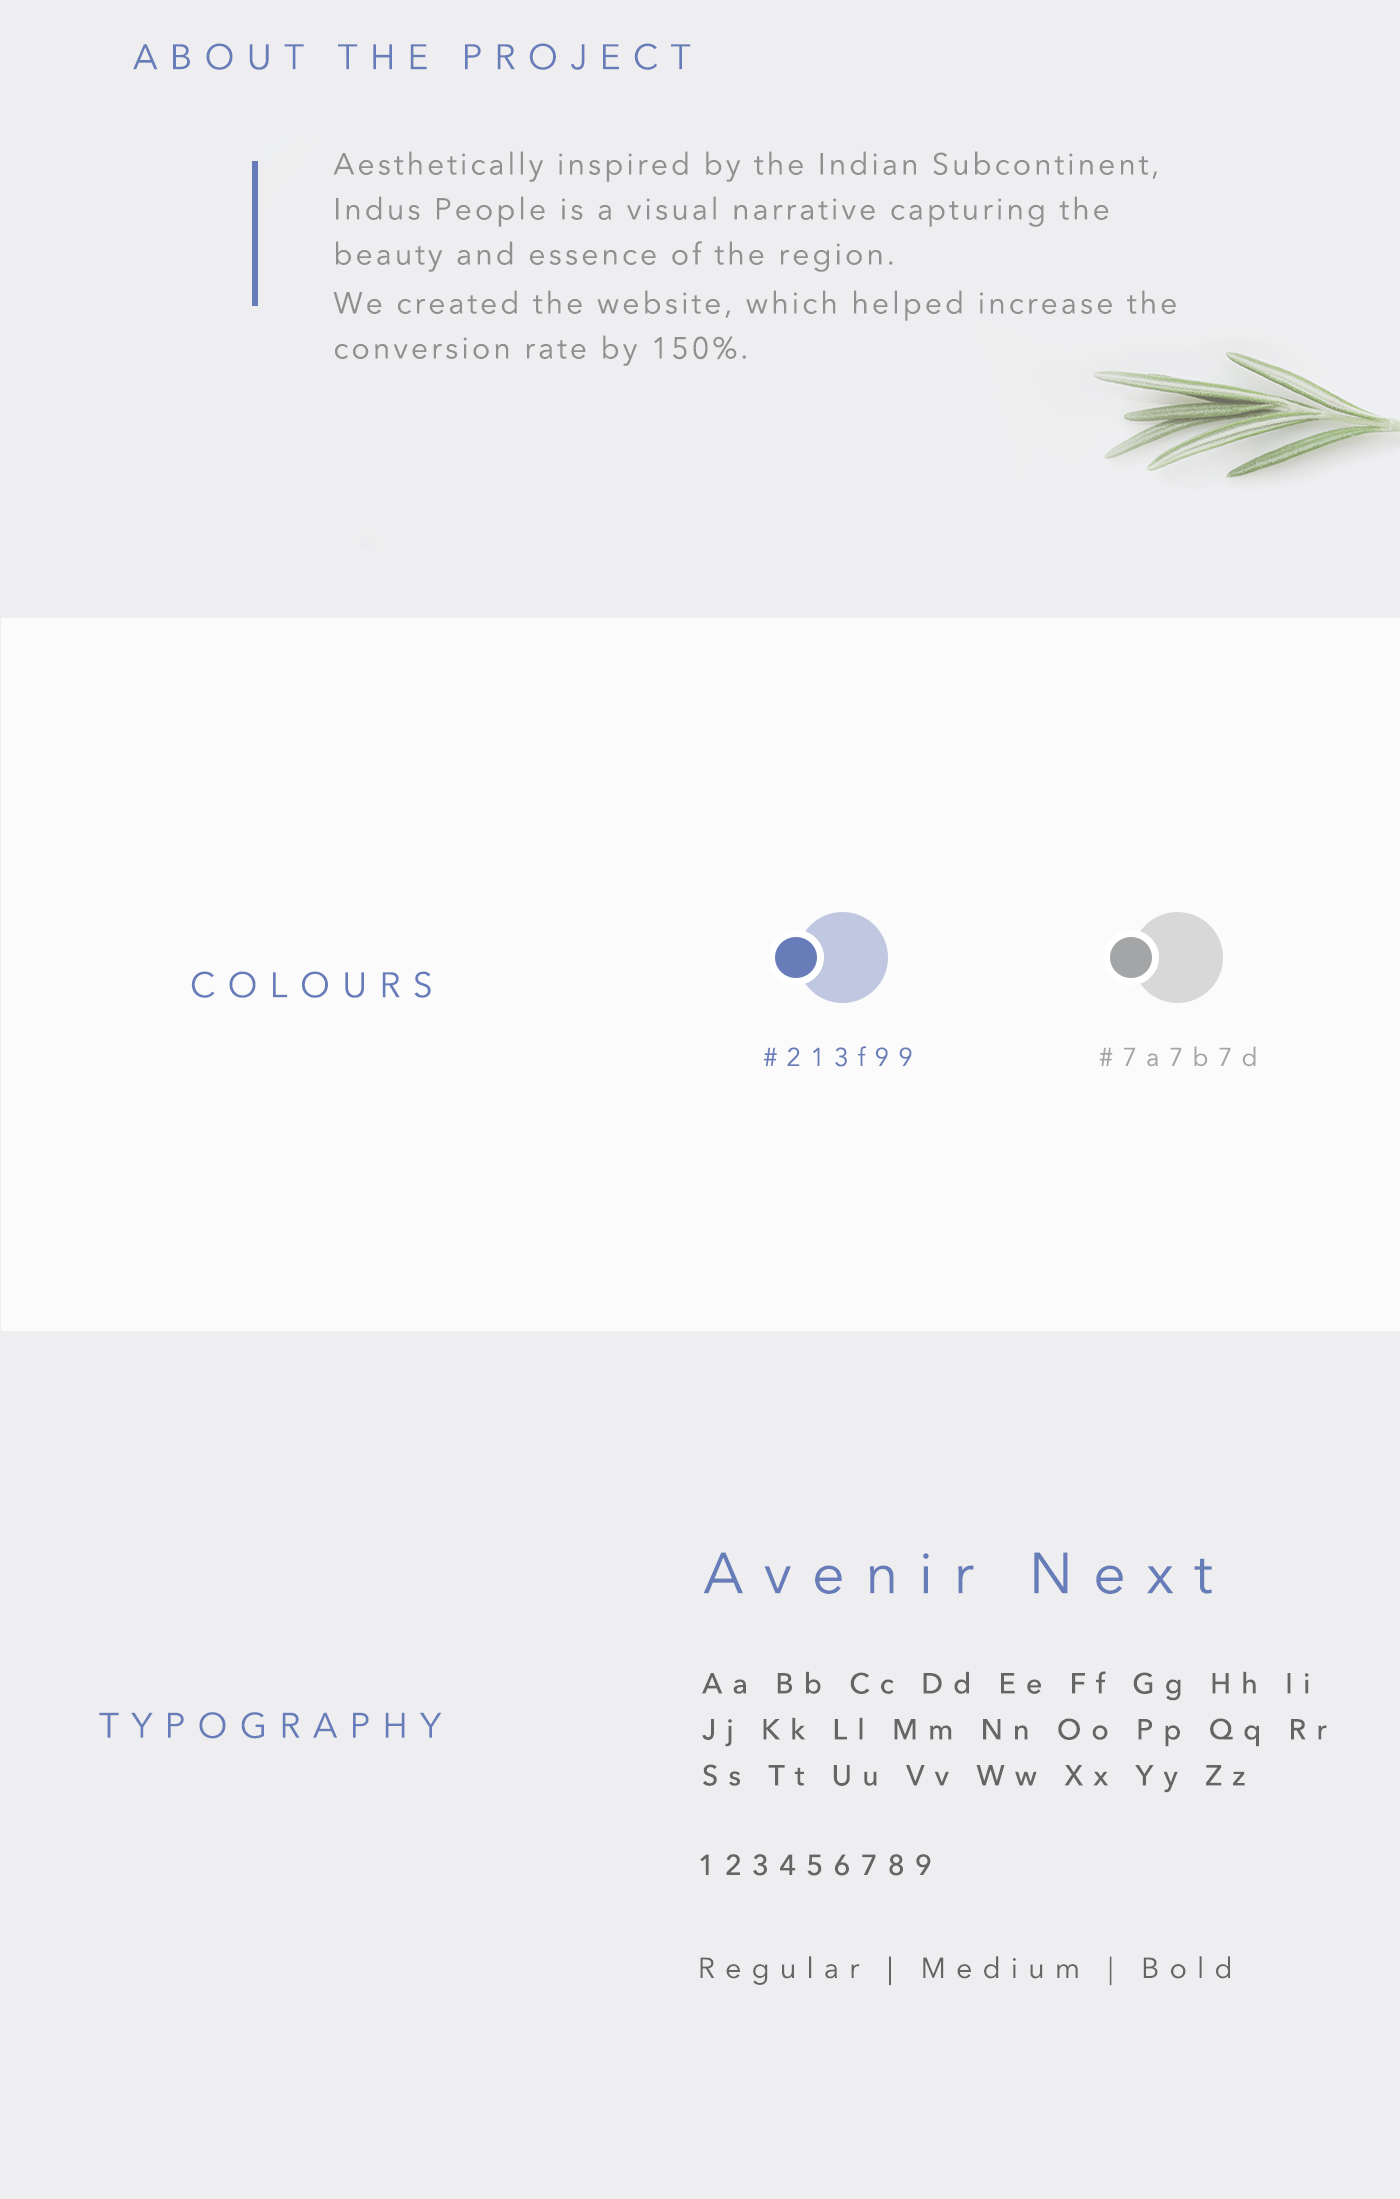 ABOUT THE PROJECT
Aesthetically inspired by the Indian Subcontinent,
Indus People is a visual narrative capturing the
beauty and essence of the region.
We created the website, which helped increase the
conversion rate by 150%.
COLOURS
#213f99
#7a7b7d
TYPOGRAPHY
Avenir Next
Aa Bb Cc Dd Ee Ff Gg Hh Ii
Jj Kk Ll Mm Nn Oo Pp Qq Rr
Ss Tt Uu Vv Ww Xx Yy Zz
123456789
Regular | Medium | Bold